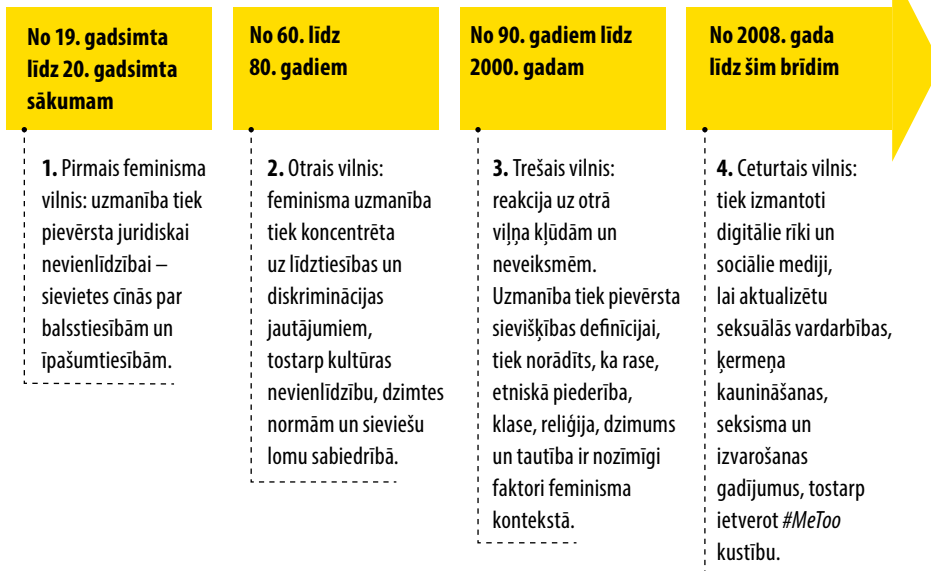 No 19. gadsimta
līdz 20. gadsimta
sākumam
1. Pirmais feminisma
vilnis: uzmanība tiek
pievērsta juridiskai
nevienlīdzībai –
sievietes cīnās par
balsstiesībām un
īpašumtiesībām.
No 60. līdz
80. gadiem
2. Otrais vilnis:
feminisma uzmanība
tiek koncentrēta
uz līdztiesības un
diskriminācijas
jautājumiem,
tostarp kultūras
nevienlīdzību, dzimtes
normām un sieviešu
lomu sabiedrībā.
No 90. gadiem līdz
2000. gadam
3. Trešais vilnis:
reakcija uz otrā
viļņa kļūdām un
neveiksmēm.
Uzmanība tiek pievērsta
sievišķības definīcijai,
tiek norādīts, ka rase,
etniskā piederība,
klase, reliģija, dzimums
un tautība ir nozīmīgi
faktori feminisma
kontekstā.
No 2008. gada
līdz šim brīdim
4. Ceturtais vilnis:
tiek izmantoti
digitālie rīki un
sociālie mediji,
lai aktualizētu
seksuālās vardarbības,
ķermeņa
kaunināšanas,
seksisma un
izvarošanas
gadījumus, tostarp
ietverot #MeToo
kustību.